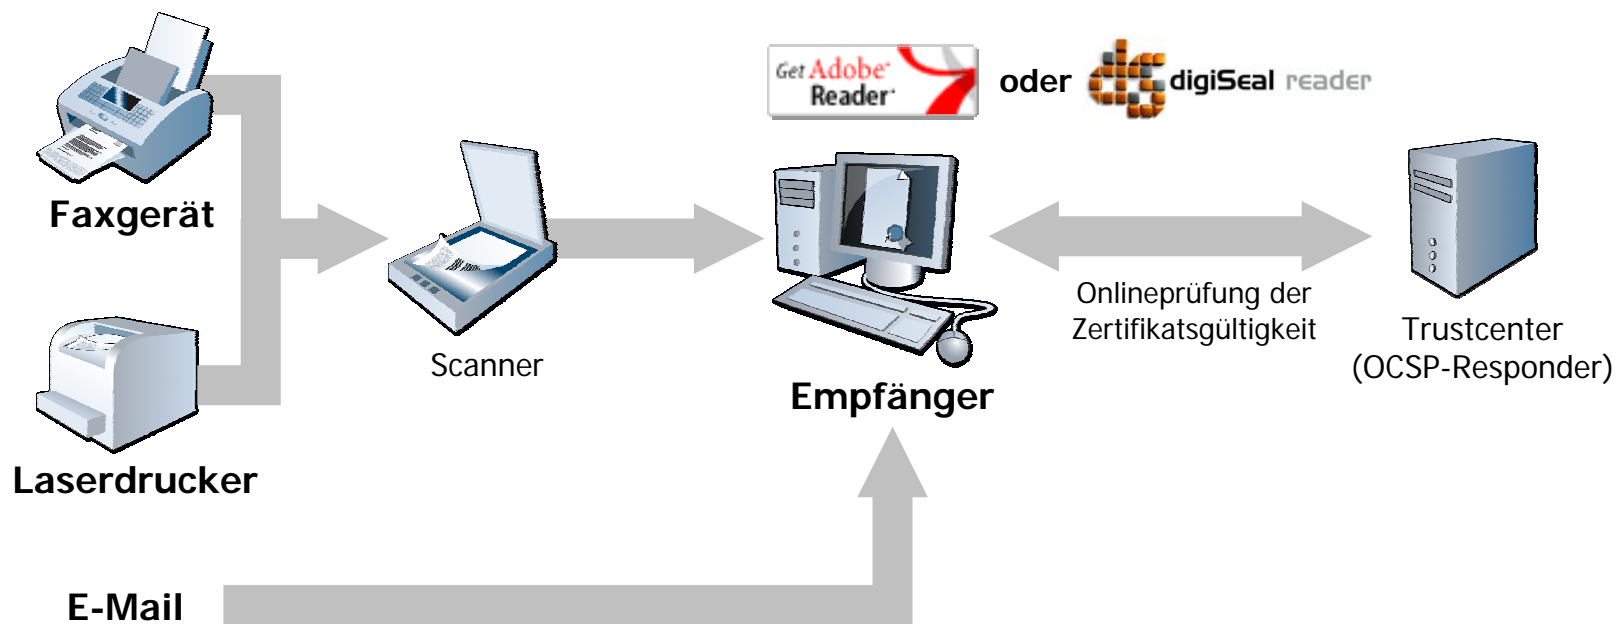 Get Adobe®
Reader®
oder
digiSeal reader
Faxgerät
Scanner
Empfänger
Onlineprüfung der
Zertifikatsgültigkeit
Trustcenter
(OCSP-Responder)
Laserdrucker
E-Mail